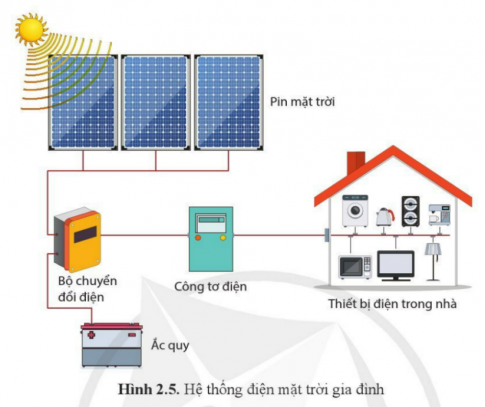 Pin mặt trời
Bộ chuyển
đổi điện
Công tơ điện
Thiết bị điện trong nhà
Ắc quy
Hình 2.5. Hệ thống điện mặt trời gia đình